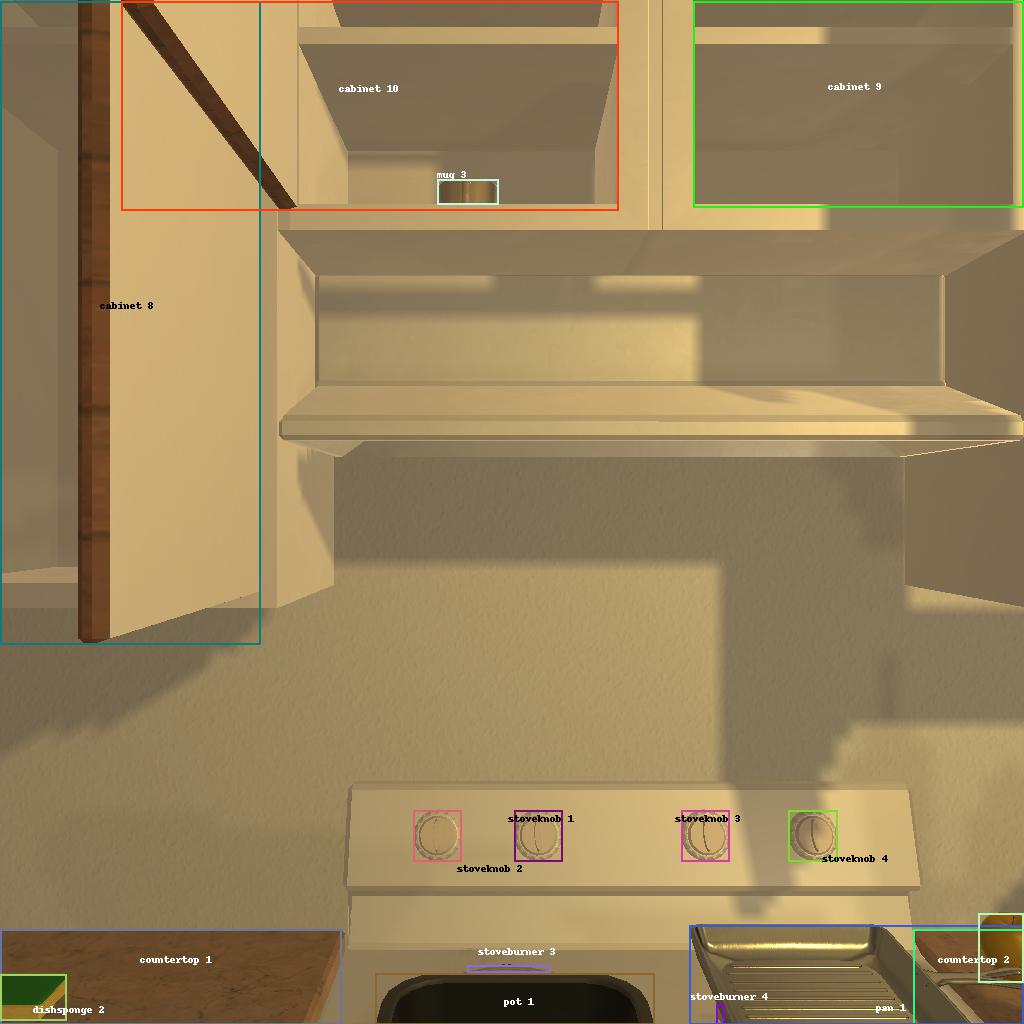 cabinet 9
cabinet 10
mug 3
cabinet 8
stoveknob 1
stoveknob 3
stoveknob 4
stoveknob 2
stoveburner 3
countertop 1
countertop 2
stoveburner 4
pot 1
dishsponge 2
pan 1